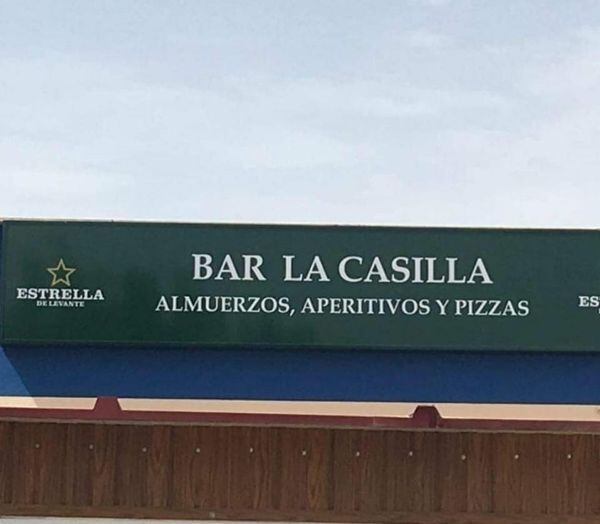 BAR LA CASILLA
ALMUERZOS, APERITIVOS Y PIZZAS
ESTRELLA
DE LEVANTE